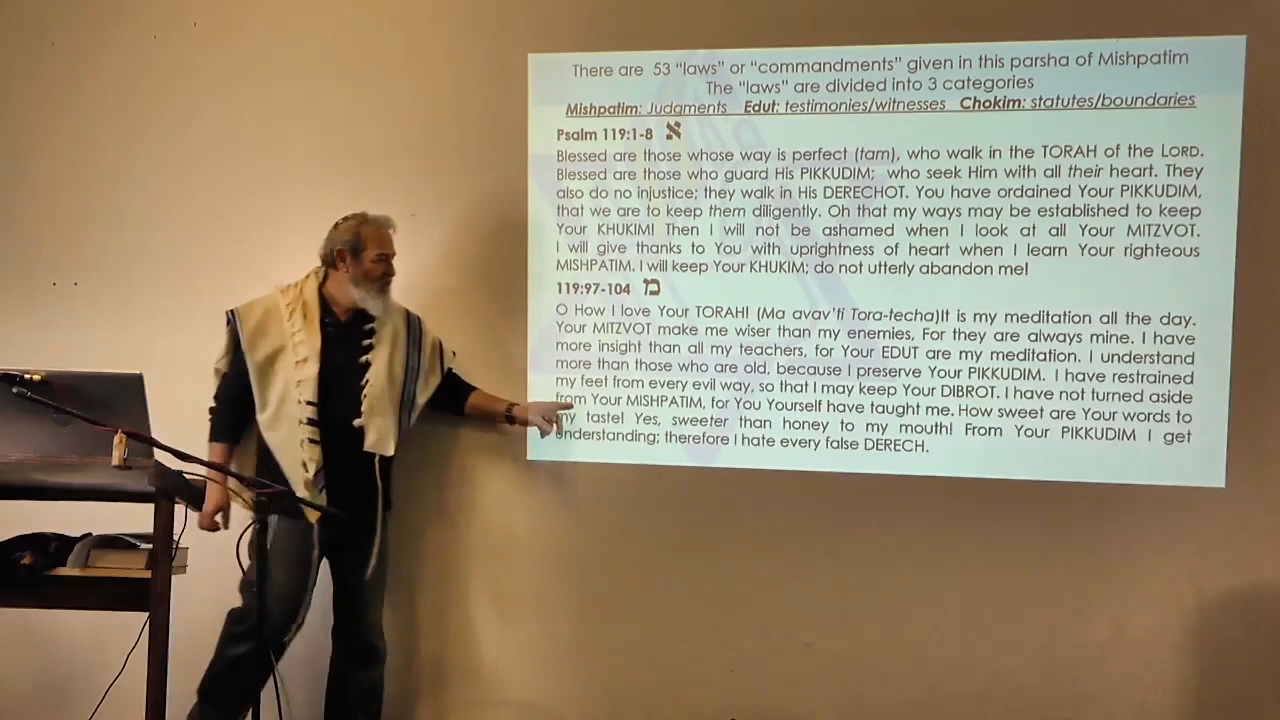 There are 53 “laws” or “commandments” given in this parsha of Mishpatim
The “laws” are divided into 3 categories
Mishpatim: Judgments Edut: testimonies/witnesses Chokim: statutes/boundaries
Psalm 119:1-8 א
Blessed are those whose way is perfect (tam), who walk in the TORAH of the LORD.
Blessed are those who guard His PIKKUDIM; who seek Him with all their heart. They
also do no injustice; they walk in His DERECHOT. You have ordained Your PIKKUDIM,
that we are to keep them diligently. Oh that my ways may be established to keep
Your KHUKIM! Then I will not be ashamed when I look at all Your MITZVOT.
I will give thanks to You with uprightness of heart when I learn Your righteous
MISHPATIM. I will keep Your KHUKIM; do not utterly abandon me!
119:97-104 מ
O How I love Your TORAH! (Ma avav’ti Tora-techa)It is my meditation all the day.
Your MITZVOT make me wiser than my enemies, For they are always mine. I have
more insight than all my teachers, for Your EDUT are my meditation. I understand
more than those who are old, because I preserve Your PIKKUDIM. I have restrained
my feet from every evil way, so that I may keep Your DIBROT. I have not turned aside
from Your MISHPATIM, for You Yourself have taught me. How sweet are Your words to
my taste! Yes, sweeter than honey to my mouth! From Your PIKKUDIM I get
understanding; therefore I hate every false DERECH.